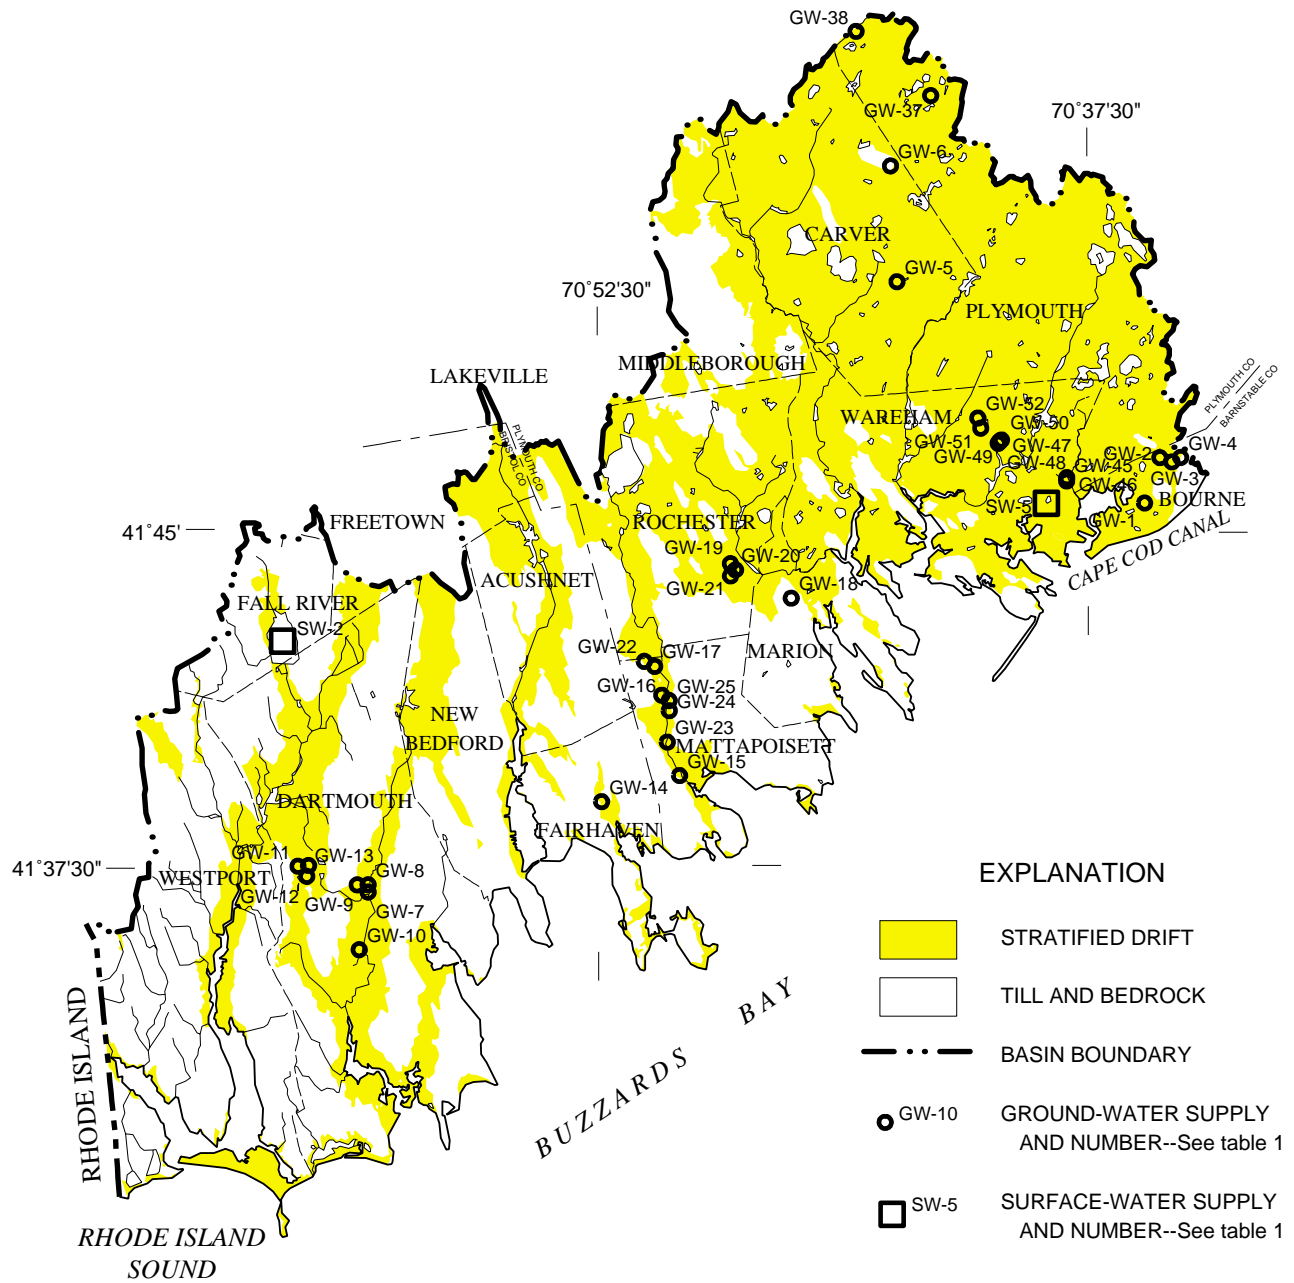 GW-38
GW-37
70°37'30"
GW-6
CARVER
GW-5
70°52'30"
PLYMOUTH
MIDDLEBOROUGH
LAKEVILLE
PLYMOUTH CO
BARNSTABLE CO
GW-52
WAREHAM
GW-50
GW-51
GW-47
GW-49
GW-48
GW-45
GW-46
GW-2
GW-4
GW-3
BOURNE
GW-1
SW-5
PLYMOUTH CO
BRISTOL CO
FREETOWN
ROCHESTER
41°45'
CAPE COD CANAL
GW-19
GW-20
GW-21
GW-18
ACUSHNET
FALL RIVER
SW-2
GW-22
GW-17
MARION
GW-16
GW-25
GW-24
NEW
BEDFORD
GW-23
MATTAPOISETT
GW-15
GW-14
DARTMOUTH
FAIRHAVEN
GW-11
GW-13
GW-8
41°37'30"
WESTPORT
GW-12
GW-9
GW-7
GW-10
RHODE ISLAND
BUZZARDS BAY
RHODE ISLAND
SOUND
EXPLANATION
STRATIFIED DRIFT
TILL AND BEDROCK
BASIN BOUNDARY
GW-10
GROUND-WATER SUPPLY
AND NUMBER--See table 1
SW-5
SURFACE-WATER SUPPLY
AND NUMBER--See table 1